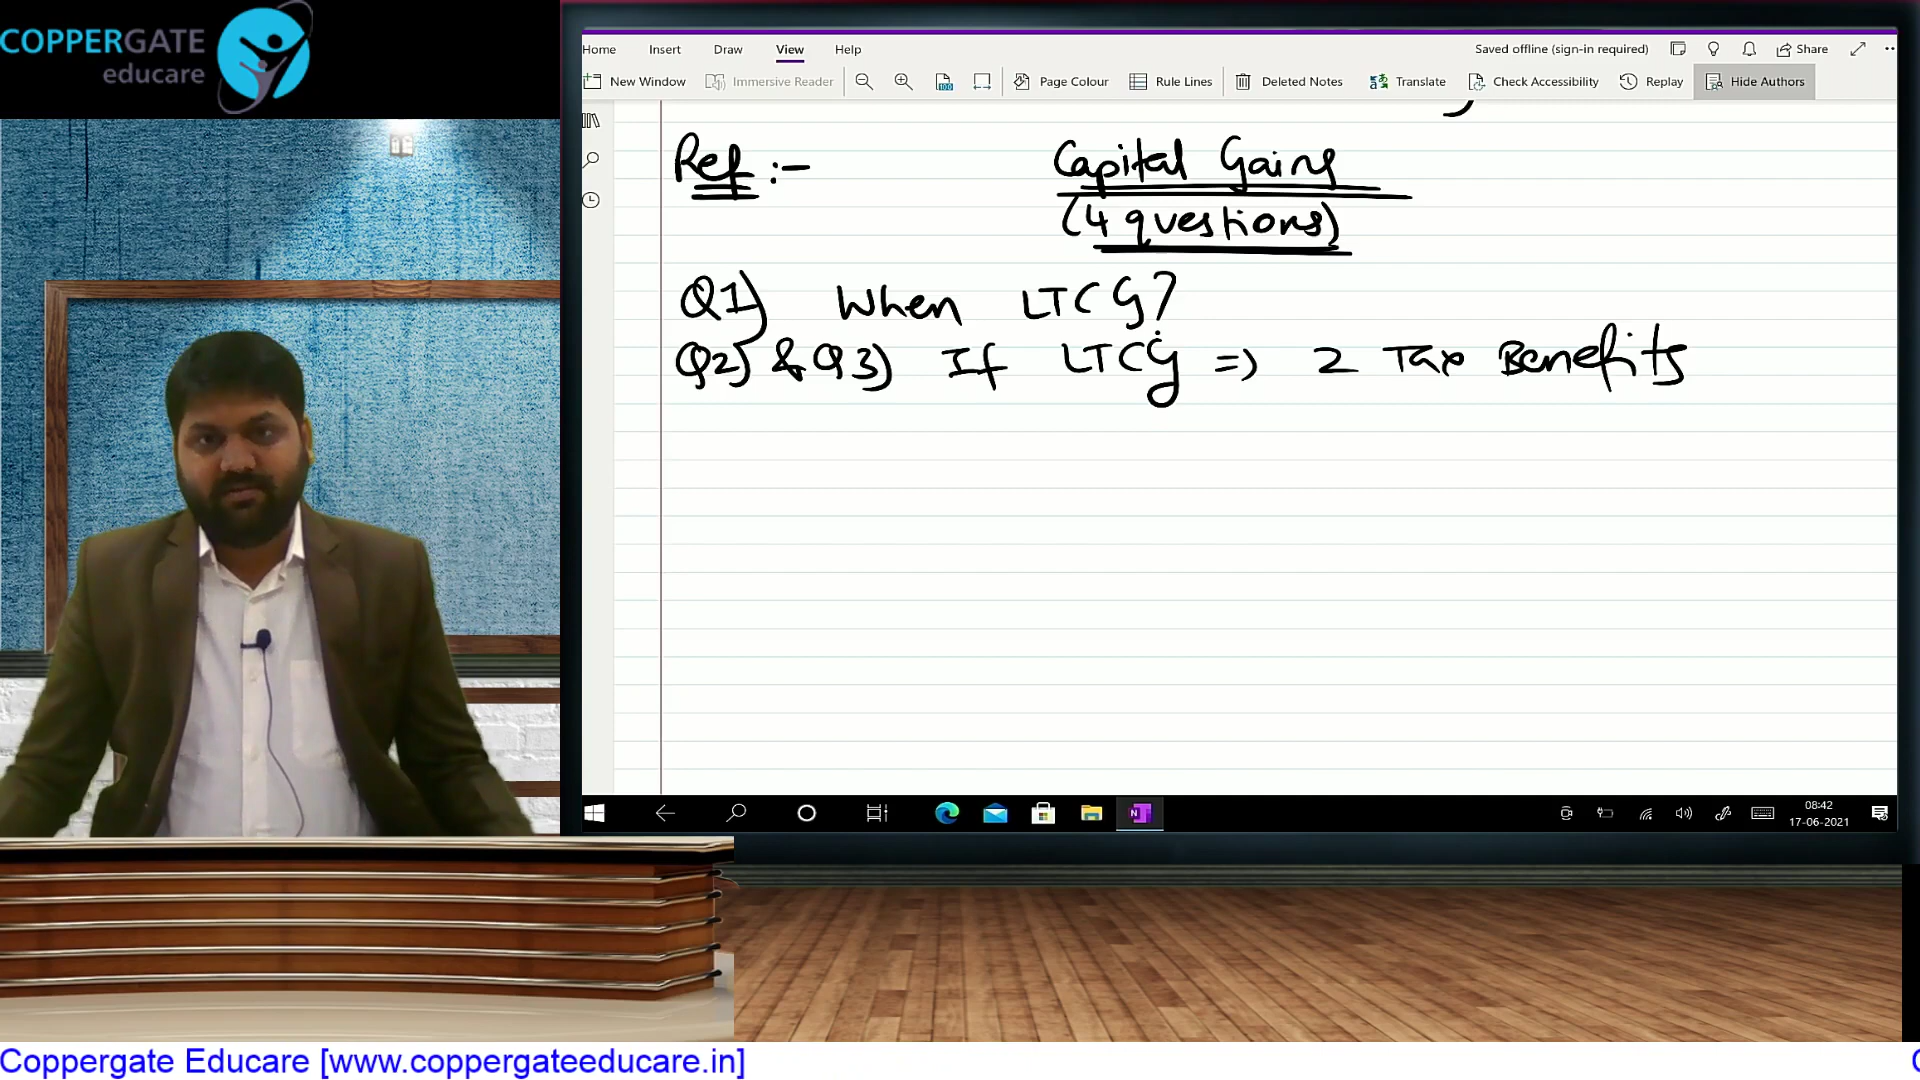 COPPERGATE
educare
Home Insert Draw View Help
Saved offline (sign-in required) Share
New Window Immersive Reader Page Colour Rule Lines Deleted Notes Translate Check Accessibility Replay Hide Authors
Ref :- Capital Gains
(4 questions)
Q1) When LTCG?
Q2) & Q3) If LTCG => 2 Tax Benefits
08:42
17-06-2021
Coppergate Educare [www.coppergateeducare.in]